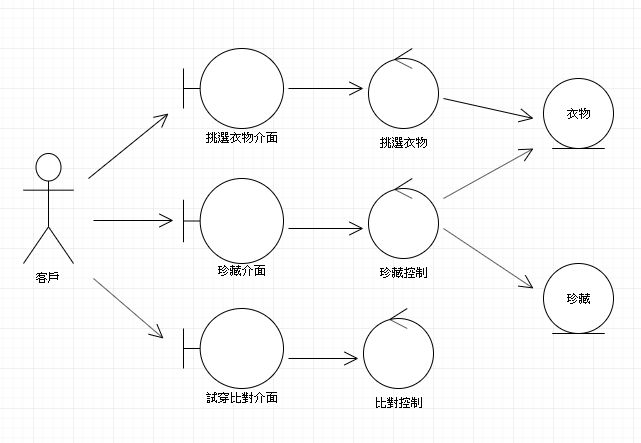 挑選衣物介面
挑選衣物
衣物
客戶
珍藏介面
珍藏控制
珍藏
試穿比對介面
比對控制